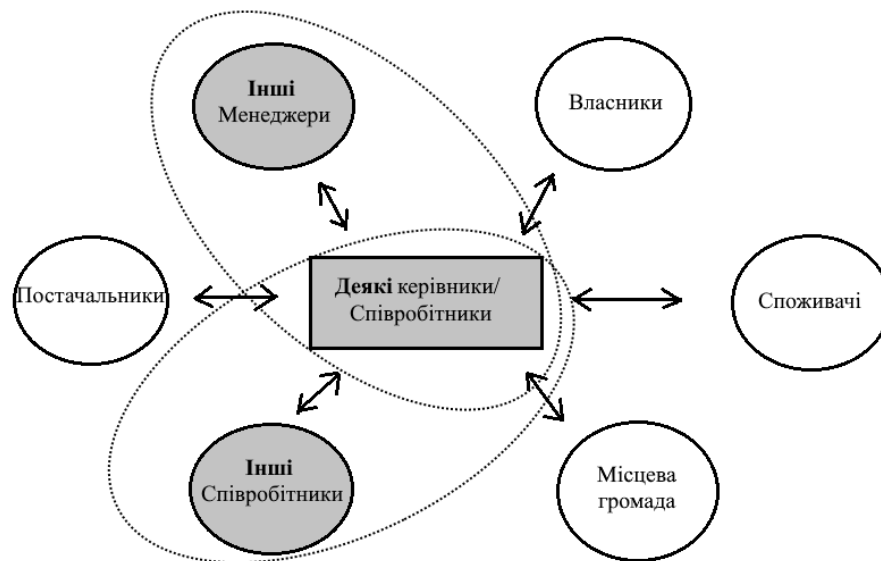 Інші
Менеджери
Власники
Постачальники
Деякі керівники/
Співробітники
Споживачі
Інші
Співробітники
Місцева
громада